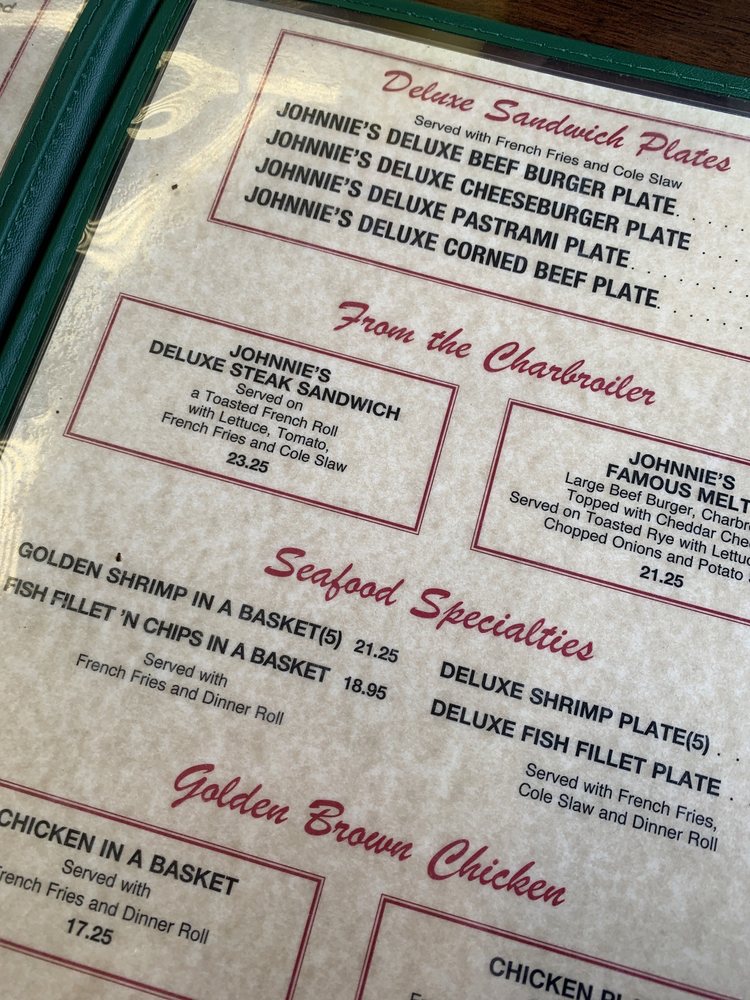 Deluxe Sandwich Plates
Served with French Fries and Cole Slaw
JOHNNIE'S DELUXE BEEF BURGER PLATE
JOHNNIE'S DELUXE CHEESEBURGER PLATE
JOHNNIE'S DELUXE PASTRAMI PLATE
JOHNNIE'S DELUXE CORNED BEEF PLATE
From the Charbroiler
JOHNNIE'S
DELUXE STEAK SANDWICH
Served on
a Toasted French Roll
with Lettuce, Tomato,
French Fries and Cole Slaw
23.25
JOHNNIE'S
FAMOUS MELT
Large Beef Burger,
Topped with Cheddar
Served on Toasted Rye with
Chopped Onions and Potato
21.25
Seafood Specialties
GOLDEN SHRIMP IN A BASKET(5) 21.25
FISH FILLET 'N CHIPS IN A BASKET 18.95
Served with
French Fries and Dinner Roll
DELUXE SHRIMP PLATE(5)
DELUXE FISH FILLET PLATE
Served with French Fries,
Cole Slaw and Dinner Roll
Golden Brown Chicken
CHICKEN IN A BASKET
Served with
French Fries and Dinner Roll
17.25
CHICKEN